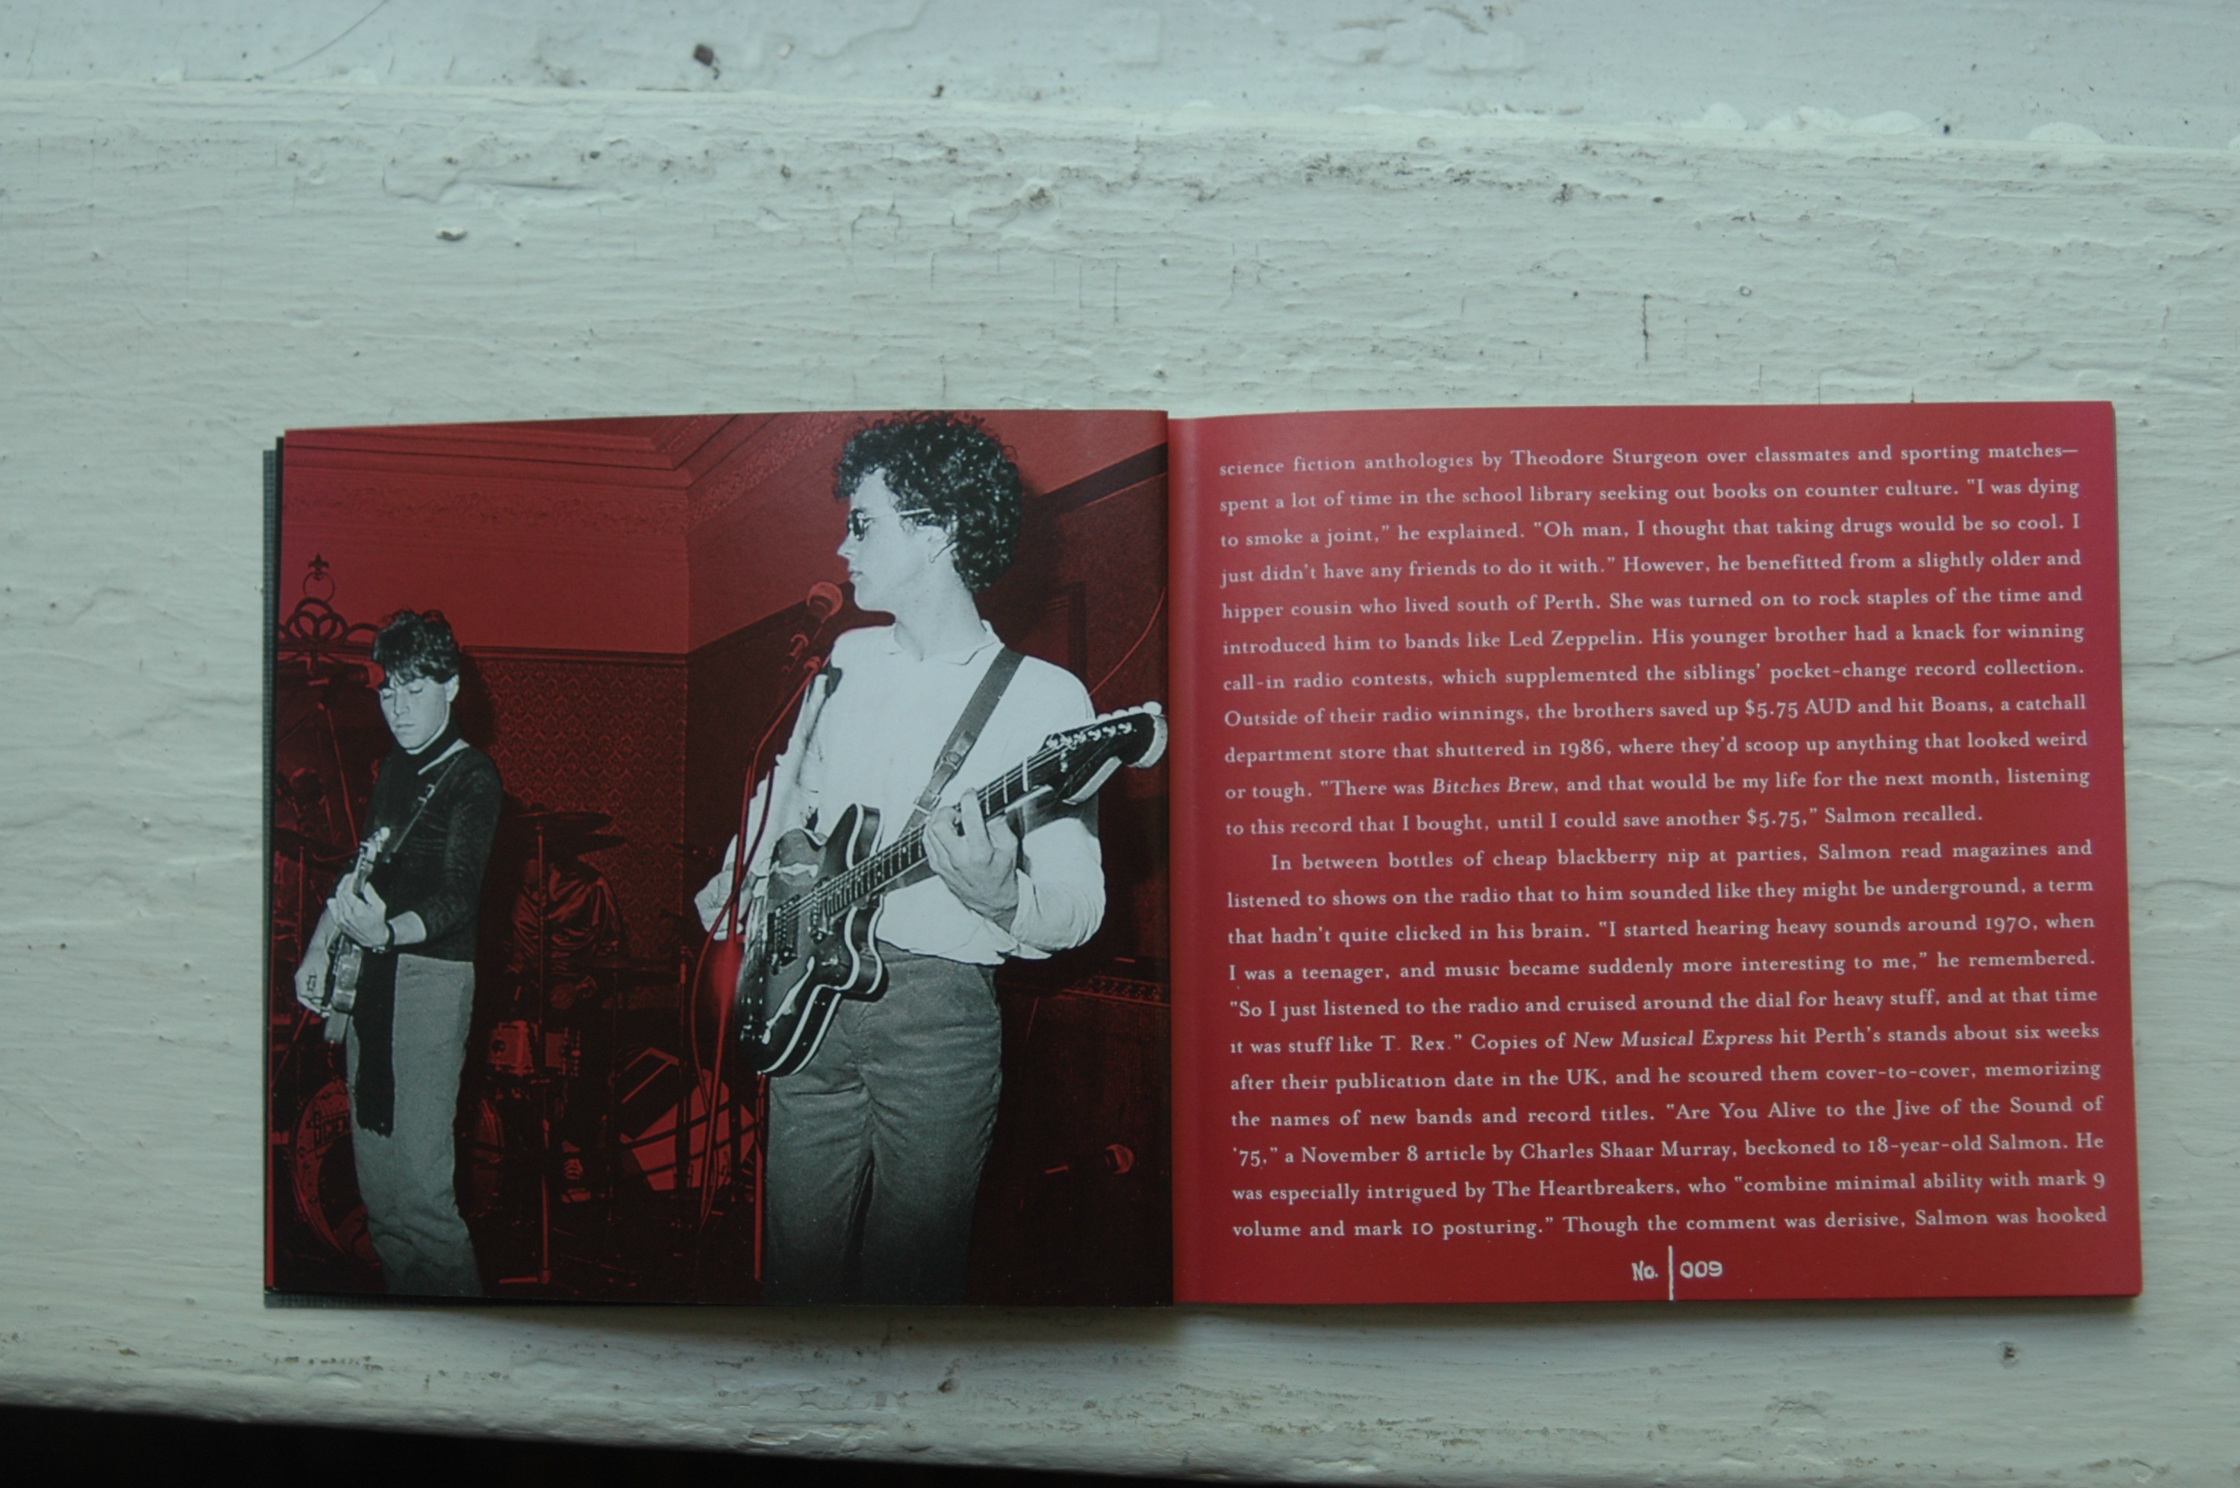 science fiction anthologies by Theodore Sturgeon over classmates and sporting matches—
spent a lot of time in the school library seeking out books on counter culture. "I was dying
to smoke a joint," he explained. "Oh man, I thought that taking drugs would be so cool. I
just didn't have any friends to do it with." However, he benefitted from a slightly older and
hipper cousin who lived south of Perth. She was turned on to rock staples of the time and
introduced him to bands like Led Zeppelin. His younger brother had a knack for winning
call-in radio contests, which supplemented the siblings' pocket-change record collection.
Outside of their radio winnings, the brothers saved up $5.75 AUD and hit Boans, a catchall
department store that shuttered in 1986, where they'd scoop up anything that looked weird
or tough. "There was Bitches Brew, and that would be my life for the next month, listening
to this record that I bought, until I could save another $5.75," Salmon recalled.
In between bottles of cheap blackberry nip at parties, Salmon read magazines and
listened to shows on the radio that to him sounded like they might be underground, a term
that hadn't quite clicked in his brain. "I started hearing heavy sounds around 1970, when
I was a teenager, and music became suddenly more interesting to me," he remembered.
"So I just listened to the radio and cruised around the dial for heavy stuff, and at that time
it was stuff like T. Rex." Copies of New Musical Express hit Perth's stands about six weeks
after their publication date in the UK, and he scoured them cover-to-cover, memorizing
the names of new bands and record titles. "Are You Alive to the Jive of the Sound of
'75," a November 8 article by Charles Shaar Murray, beckoned to 18-year-old Salmon. He
was especially intrigued by The Heartbreakers, who "combine minimal ability with mark 9
volume and mark 10 posturing." Though the comment was derisive, Salmon was hooked
No. 009